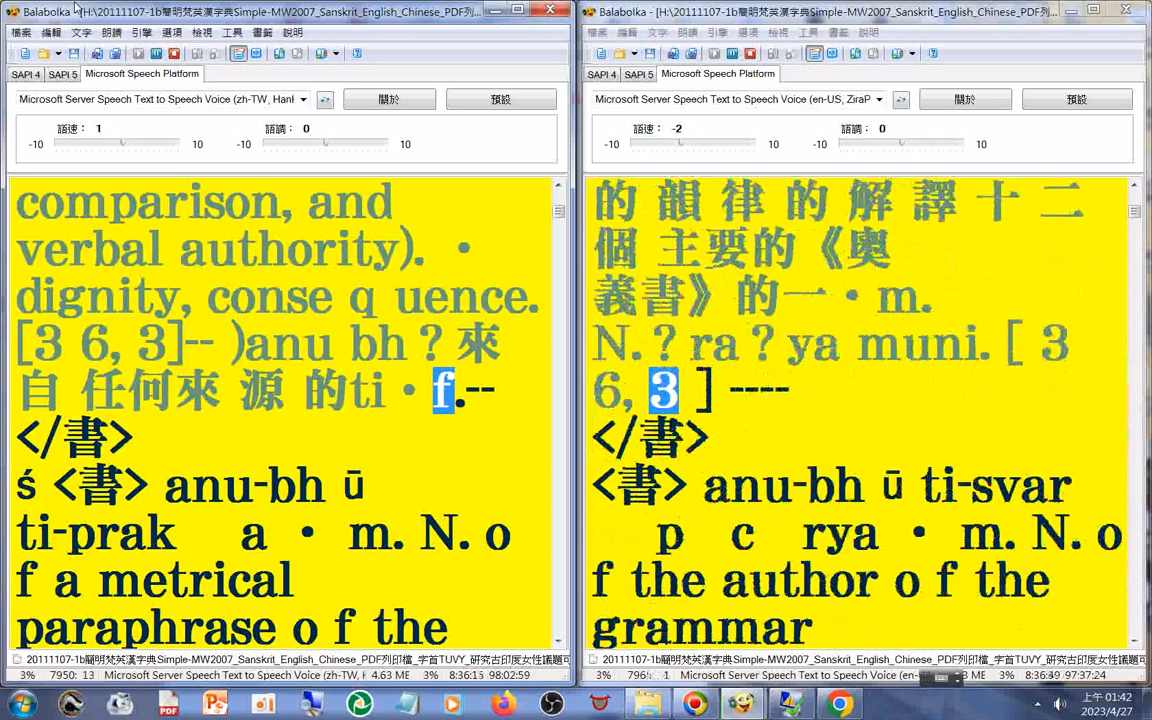 Balabolka - [H:\20111107-1b簡明梵英漢字典Simple-MW2007_Sanskrit_English_Chinese_PDF列...
檔案 編輯 文字 朗讀 引擎 選項 檢視 工具 書籤 說明
SAPI 4 SAPI 5 Microsoft Speech Platform
Microsoft Server Speech Text to Speech Voice (zh-TW, Hanl 關於 預設
語速： 1 語調： 0
-10 10 -10 10
comparison, and
verbal authority). •
dignity, conse q uence.
[3 6, 3]-- )anu bh？來
自 任何來 源 的ti • f.--
</書>
ś <書> anu-bh ū
ti-prak a • m. N. o
f a metrical
paraphrase o f the
20111107-1b簡明梵英漢字典Simple-MW2007_Sanskrit_English_Chinese_PDF列印檔_字首TUVY_研究古印度女性議題可
3% 7950: 13 Microsoft Server Speech Text to Speech Voice (zh-TW, H 4.63 ME 3% 8:36:15 98:02:59
Balabolka - [H:\20111107-1b簡明梵英漢字典Simple-MW2007_Sanskrit_English_Chinese_PDF列印...
檔案 編輯 文字 朗讀 引擎 選項 檢視 工具 書籤 說明
SAPI 4 SAPI 5 Microsoft Speech Platform
Microsoft Server Speech Text to Speech Voice (en-US, ZiraP 關於 預設
語速： -2 語調： 0
-10 10 -10 10
的 韻 律 的 解 譯 十 二
個 主要的《奧
義書》的一 • m.
N.？ra？ya muni. [ 3
6, 3 ] ----
</書>
<書> anu-bh ū ti-svar
p c rya • m. N. o
f the author o f the
grammar
20111107-1b簡明梵英漢字典Simple-MW2007_Sanskrit_English_Chinese_PDF列印檔_字首TUVY_研究古印度女性議題可
Microsoft Server Speech Text to Speech Voice 3% 97:37:24
上午 01:42
2023/4/27